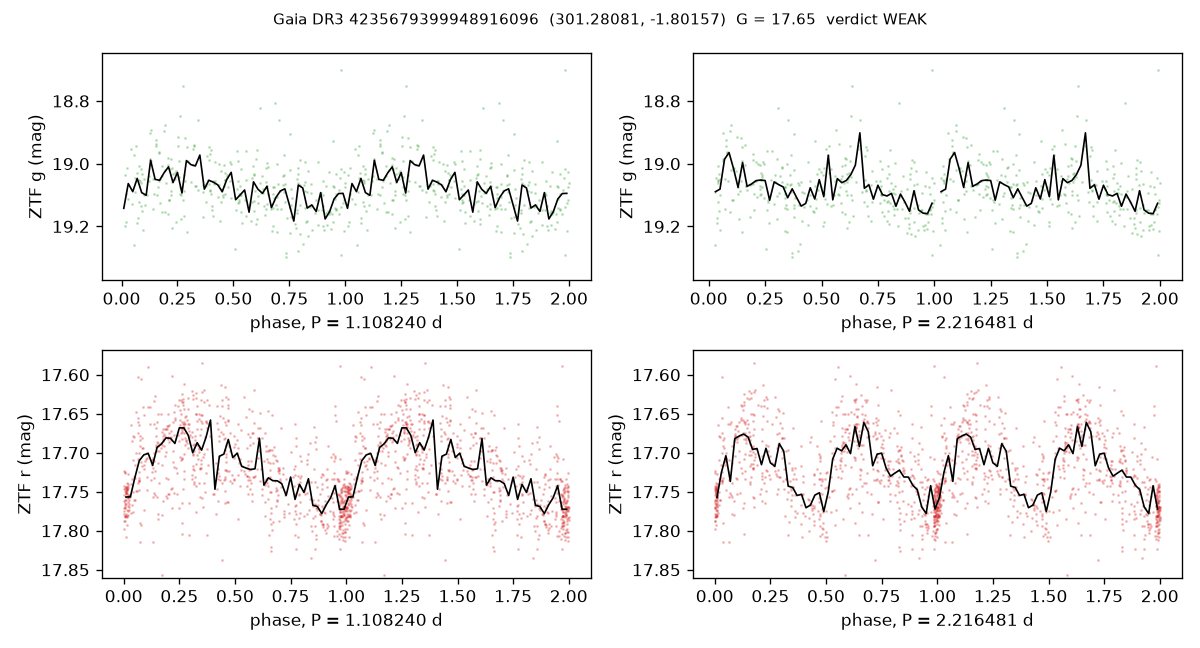 Gaia DR3 4235679399948916096  (301.28081, -1.80157)  G = 17.65  verdict WEAK
ZTF g (mag)
18.8
19.0
19.2
0.00 0.25 0.50 0.75 1.00 1.25 1.50 1.75 2.00
phase, P = 1.108240 d
ZTF g (mag)
18.8
19.0
19.2
0.00 0.25 0.50 0.75 1.00 1.25 1.50 1.75 2.00
phase, P = 2.216481 d
ZTF r (mag)
17.60
17.65
17.70
17.75
17.80
17.85
0.00 0.25 0.50 0.75 1.00 1.25 1.50 1.75 2.00
phase, P = 1.108240 d
ZTF r (mag)
17.60
17.65
17.70
17.75
17.80
17.85
0.00 0.25 0.50 0.75 1.00 1.25 1.50 1.75 2.00
phase, P = 2.216481 d